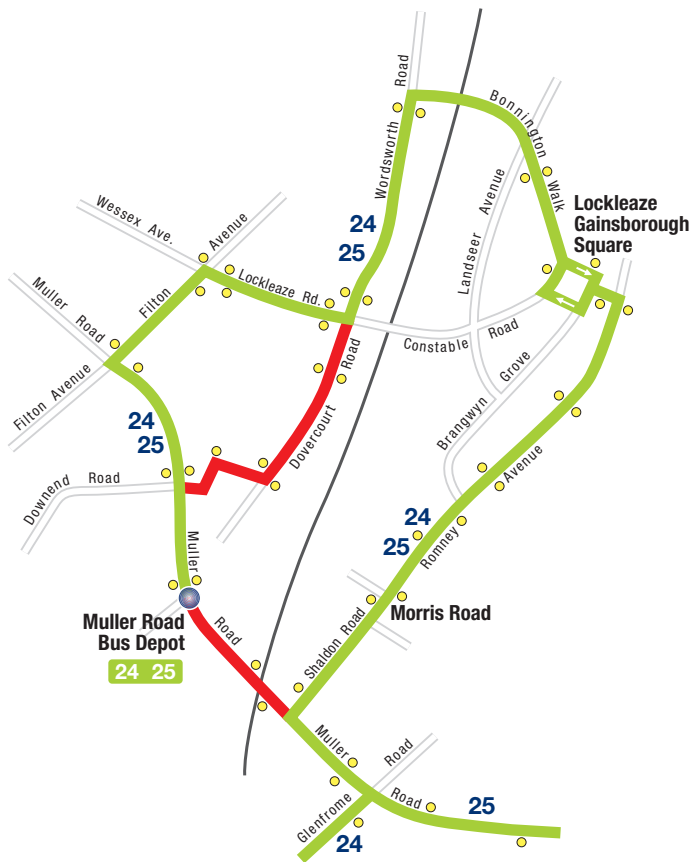 Road
Wordsworth
Bonnington
Walk
Landseer Avenue
Lockleaze
Gainsborough
Square
Wessex Ave.
Avenue
Filton
24
25
Lockleaze Rd.
Muller Road
Filton Avenue
Constable Road
Dovercourt Road
Brangwyn Grove
24
25
Downend Road
24
25
Romney Avenue
Muller
Road
Muller Road
Bus Depot
24 25
Shaldon Road
Morris Road
Muller
Road
Glenfrome Road
25
24